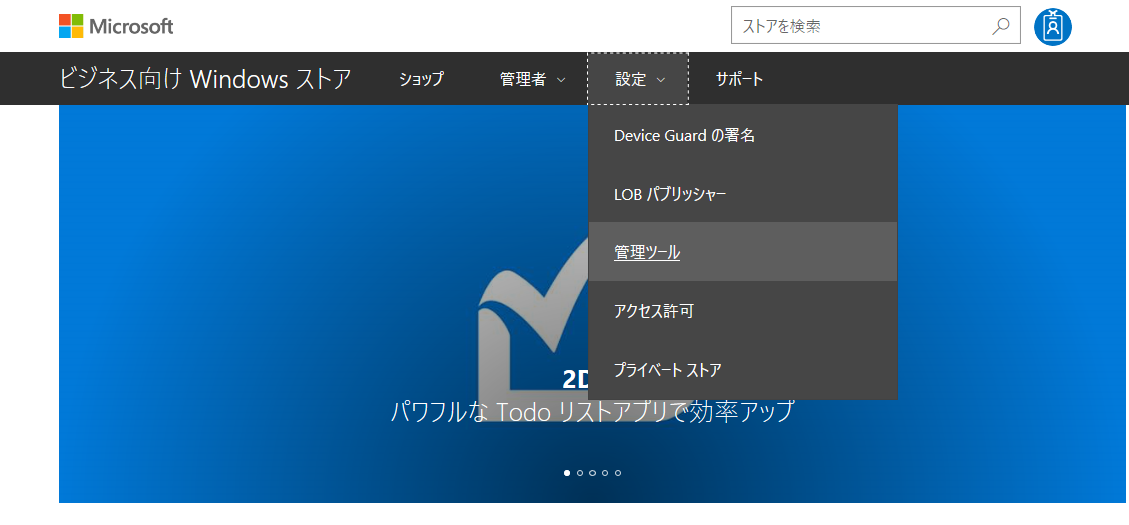 Microsoft
ストアを検索
ビジネス向け Windows ストア
ショップ
管理者
設定
サポート
Device Guard の署名
LOB パブリッシャー
管理ツール
アクセス許可
プライベート ストア
2D
パワフルな Todo リストアプリで効率アップ